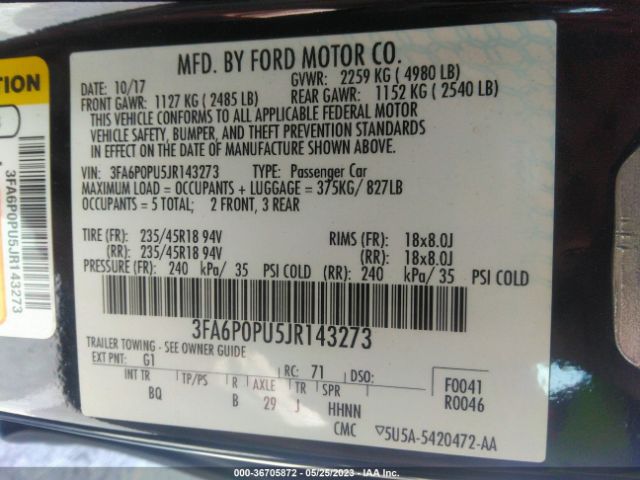 MFD. BY FORD MOTOR CO.
DATE: 10/17
GVWR: 2259 KG ( 4980 LB)
FRONT GAWR: 1127 KG ( 2485 LB)
REAR GAWR: 1152 KG ( 2540 LB)
THIS VEHICLE CONFORMS TO ALL APPLICABLE FEDERAL MOTOR
VEHICLE SAFETY, BUMPER, AND THEFT PREVENTION STANDARDS
IN EFFECT ON THE DATE OF MANUFACTURE SHOWN ABOVE.
VIN: 3FA6P0PU5JR143273 TYPE: Passenger Car
MAXIMUM LOAD = OCCUPANTS + LUGGAGE = 375KG/ 827LB
OCCUPANTS = 5 TOTAL; 2 FRONT, 3 REAR
TIRE (FR): 235/45R18 94V RIMS (FR): 18x8.0J
(RR): 235/45R18 94V (RR): 18x8.0J
PRESSURE (FR): 240 kPa/ 35 PSI COLD (RR): 240 kPa/ 35 PSI COLD
3FA6P0PU5JR143273
TRAILER TOWING - SEE OWNER GUIDE
EXT PNT: G1 RC: 71 DSO: F0041
INT TR TP/PS R AXLE TR SPR R0046
BQ B 29 J HHNN
CMC 5U5A-5420472-AA
TION
3FA6P0PU5JR143273
000-36705872 - 05/25/2023 - IAA Inc.